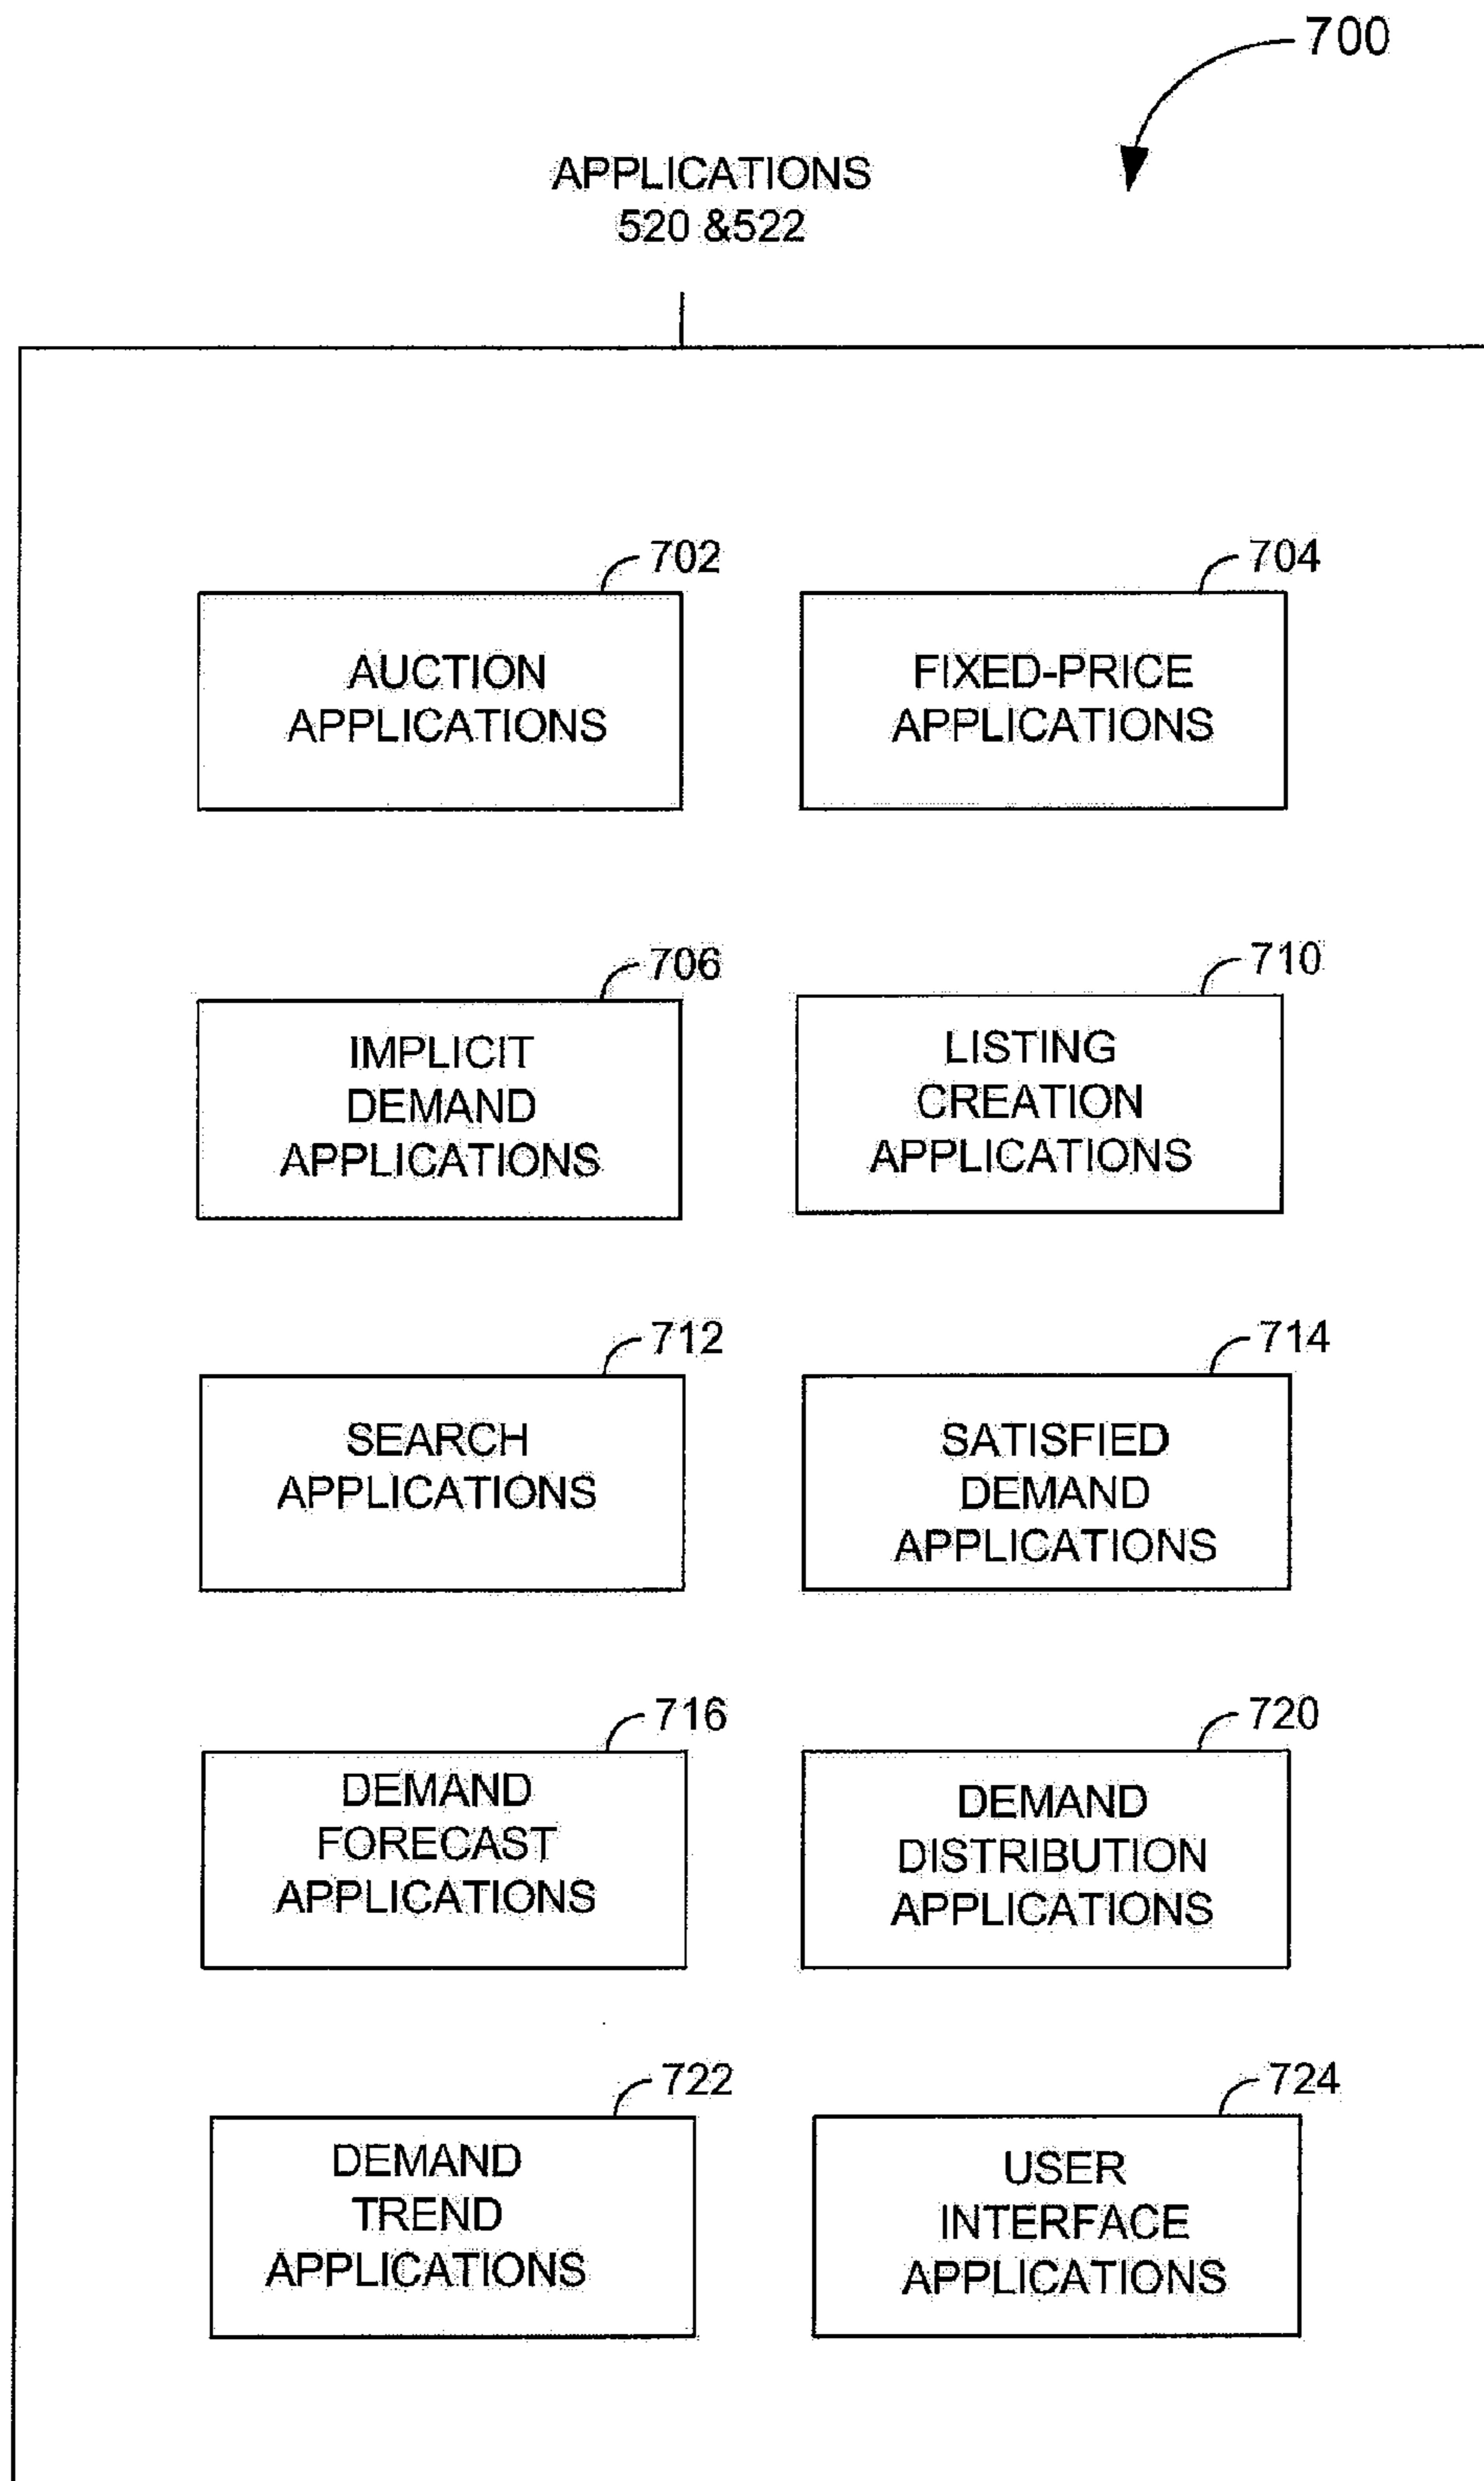 700
APPLICATIONS
520 &522
702
704
AUCTION
APPLICATIONS
FIXED-PRICE
APPLICATIONS
706
710
IMPLICIT
DEMAND
APPLICATIONS
LISTING
CREATION
APPLICATIONS
712
714
SEARCH
APPLICATIONS
SATISFIED
DEMAND
APPLICATIONS
716
720
DEMAND
FORECAST
APPLICATIONS
DEMAND
DISTRIBUTION
APPLICATIONS
722
724
DEMAND
TREND
APPLICATIONS
USER
INTERFACE
APPLICATIONS